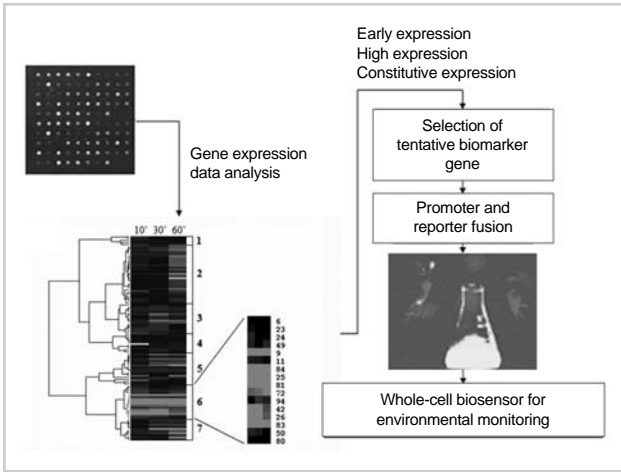 Early expression
High expression
Constitutive expression
Gene expression
data analysis
Selection of
tentative biomarker
gene
Promoter and
reporter fusion
Whole-cell biosensor for
environmental monitoring
10' 30' 60'
1
2
3
4
5
6
7
6
23
24
49
9
11
84
25
81
72
94
42
26
83
50
80